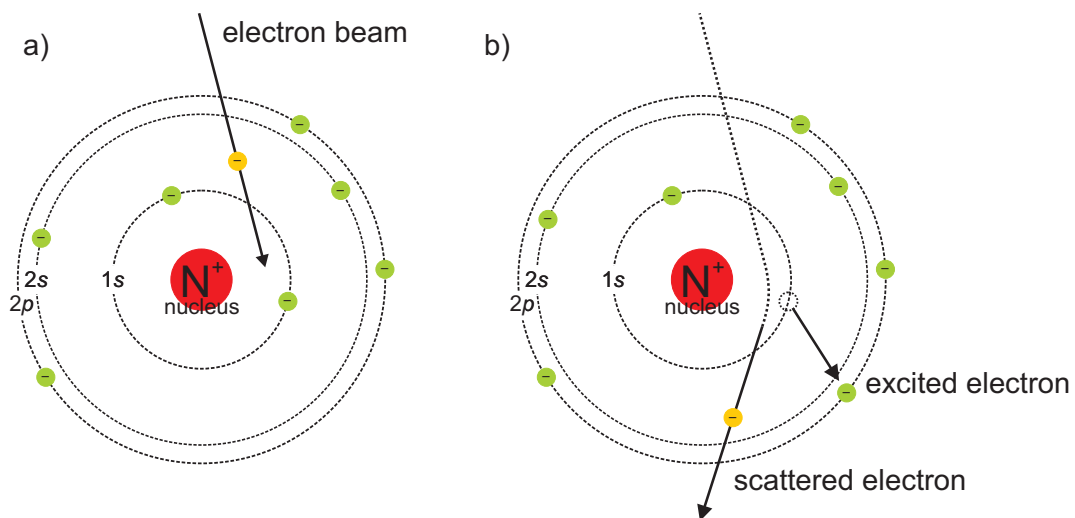 a)
electron beam
−
−
−
−
−
2s
1s
N+
nucleus
2p
−
−
−
b)
−
−
−
−
−
2s
1s
N+
nucleus
2p
−
−
excited electron
−
scattered electron